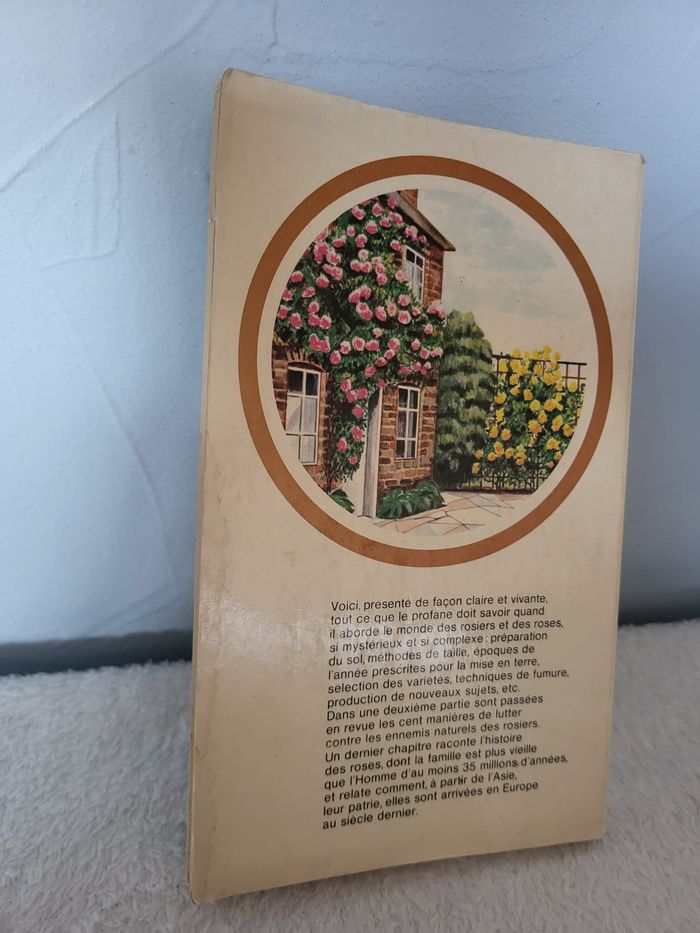 Voici, présenté de façon claire et vivante,
tout ce que le profane doit savoir quand
il aborde le monde des rosiers et des roses,
si mystérieux et si complexe : préparation
du sol, méthodes de taille, époques de
l'année prescrites pour la mise en terre,
sélection des variétés, techniques de fumure,
production de nouveaux sujets, etc.
Dans une deuxième partie sont passées
en revue les cent manières de lutter
contre les ennemis naturels des rosiers.
Un dernier chapitre raconte l'histoire
des roses, dont la famille est plus vieille
que l'Homme d'au moins 35 millions d'années,
et relate comment, à partir de l'Asie,
leur patrie, elles sont arrivées en Europe
au siècle dernier.